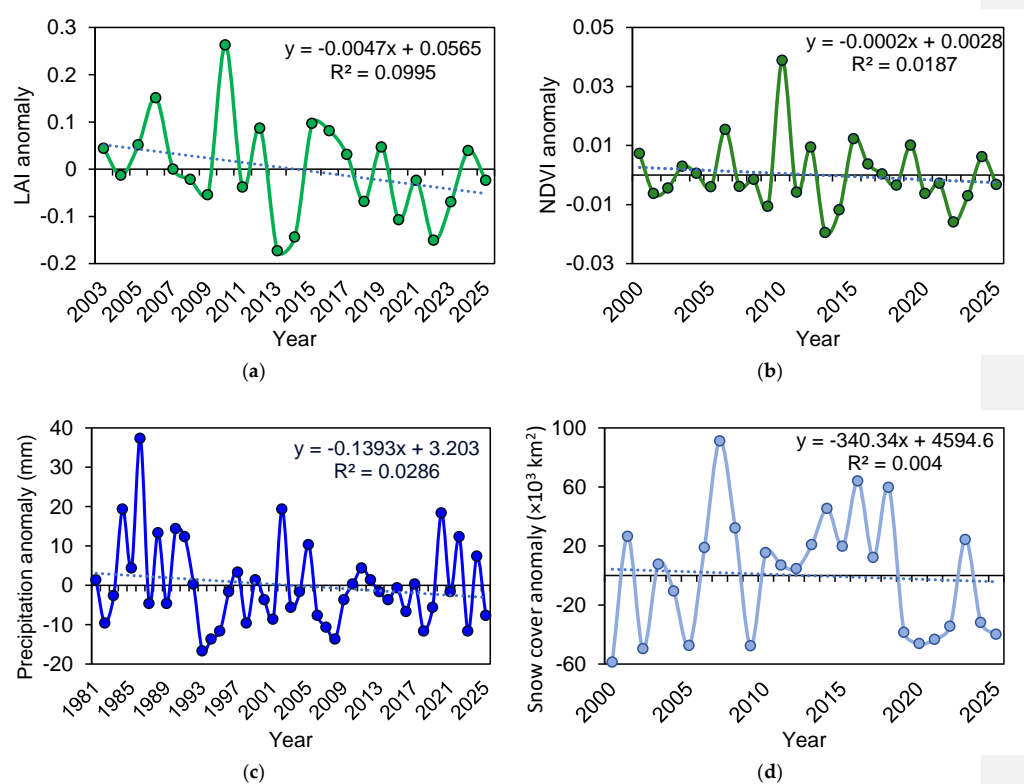 LAI anomaly
0.3
0.2
0.1
0
-0.1
-0.2
y = -0.0047x + 0.0565
R² = 0.0995
2003
2005
2007
2009
2011
2013
2015
2017
2019
2021
2023
2025
Year
(a)
NDVI anomaly
0.05
0.03
0.01
-0.01
-0.03
y = -0.0002x + 0.0028
R² = 0.0187
2000
2005
2010
2015
2020
2025
Year
(b)
Precipitation anomaly (mm)
40
30
20
10
0
-10
-20
y = -0.1393x + 3.203
R² = 0.0286
1981
1985
1989
1993
1997
2001
2005
2009
2013
2017
2021
2025
Year
(c)
Snow cover anomaly (×10³ km²)
100
60
20
-20
-60
y = -340.34x + 4594.6
R² = 0.004
2000
2005
2010
2015
2020
2025
Year
(d)